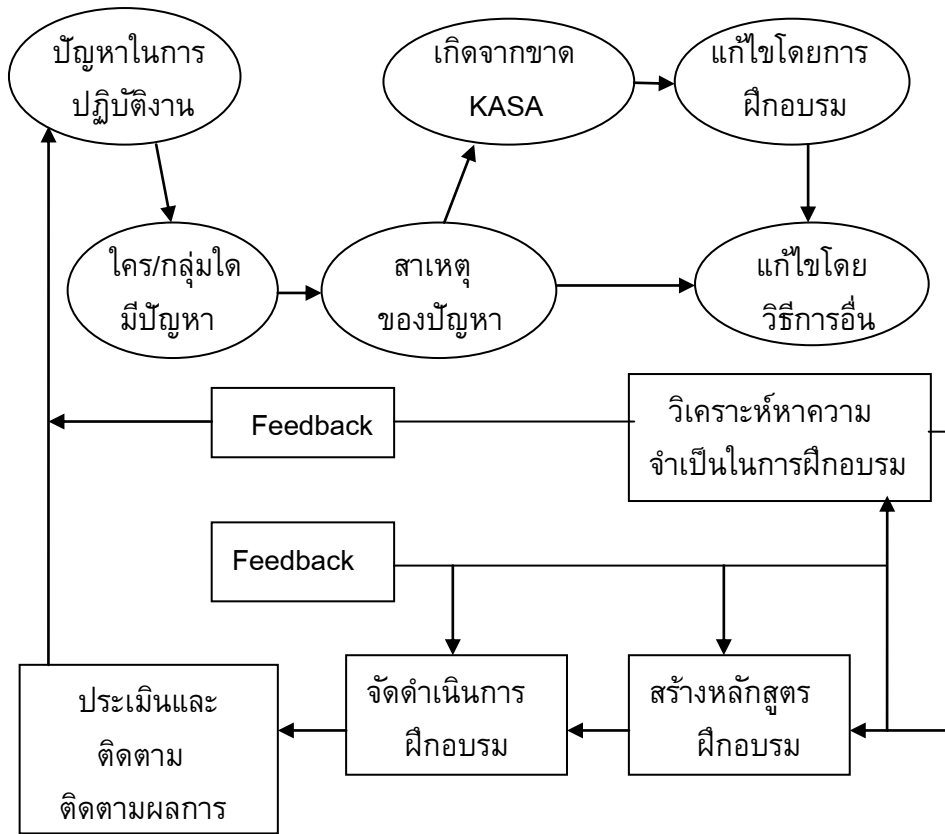 ปัญหาในการ
ปฏิบัติงาน
เกิดจากขาด
KASA
แก้ไขโดยการ
ฝึกอบรม
ใคร/กลุ่มใด
มีปัญหา
สาเหตุ
ของปัญหา
แก้ไขโดย
วิธีการอื่น
Feedback
วิเคราะห์หาความ
จำเป็นในการฝึกอบรม
Feedback
ประเมินและ
ติดตาม
ติดตามผลการ
จัดดำเนินการ
ฝึกอบรม
สร้างหลักสูตร
ฝึกอบรม